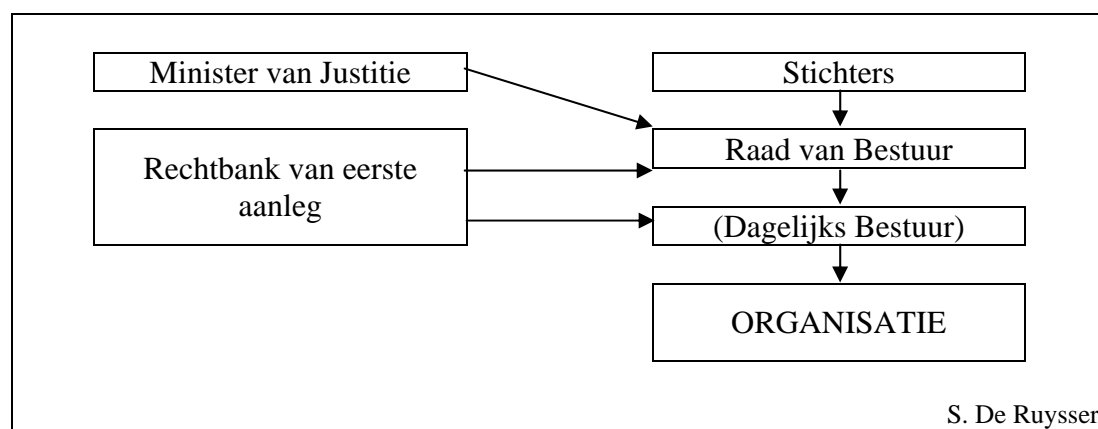 Minister van Justitie
Stichters
Rechtbank van eerste
aanleg
Raad van Bestuur
(Dagelijks Bestuur)
ORGANISATIE
S. De Ruysser